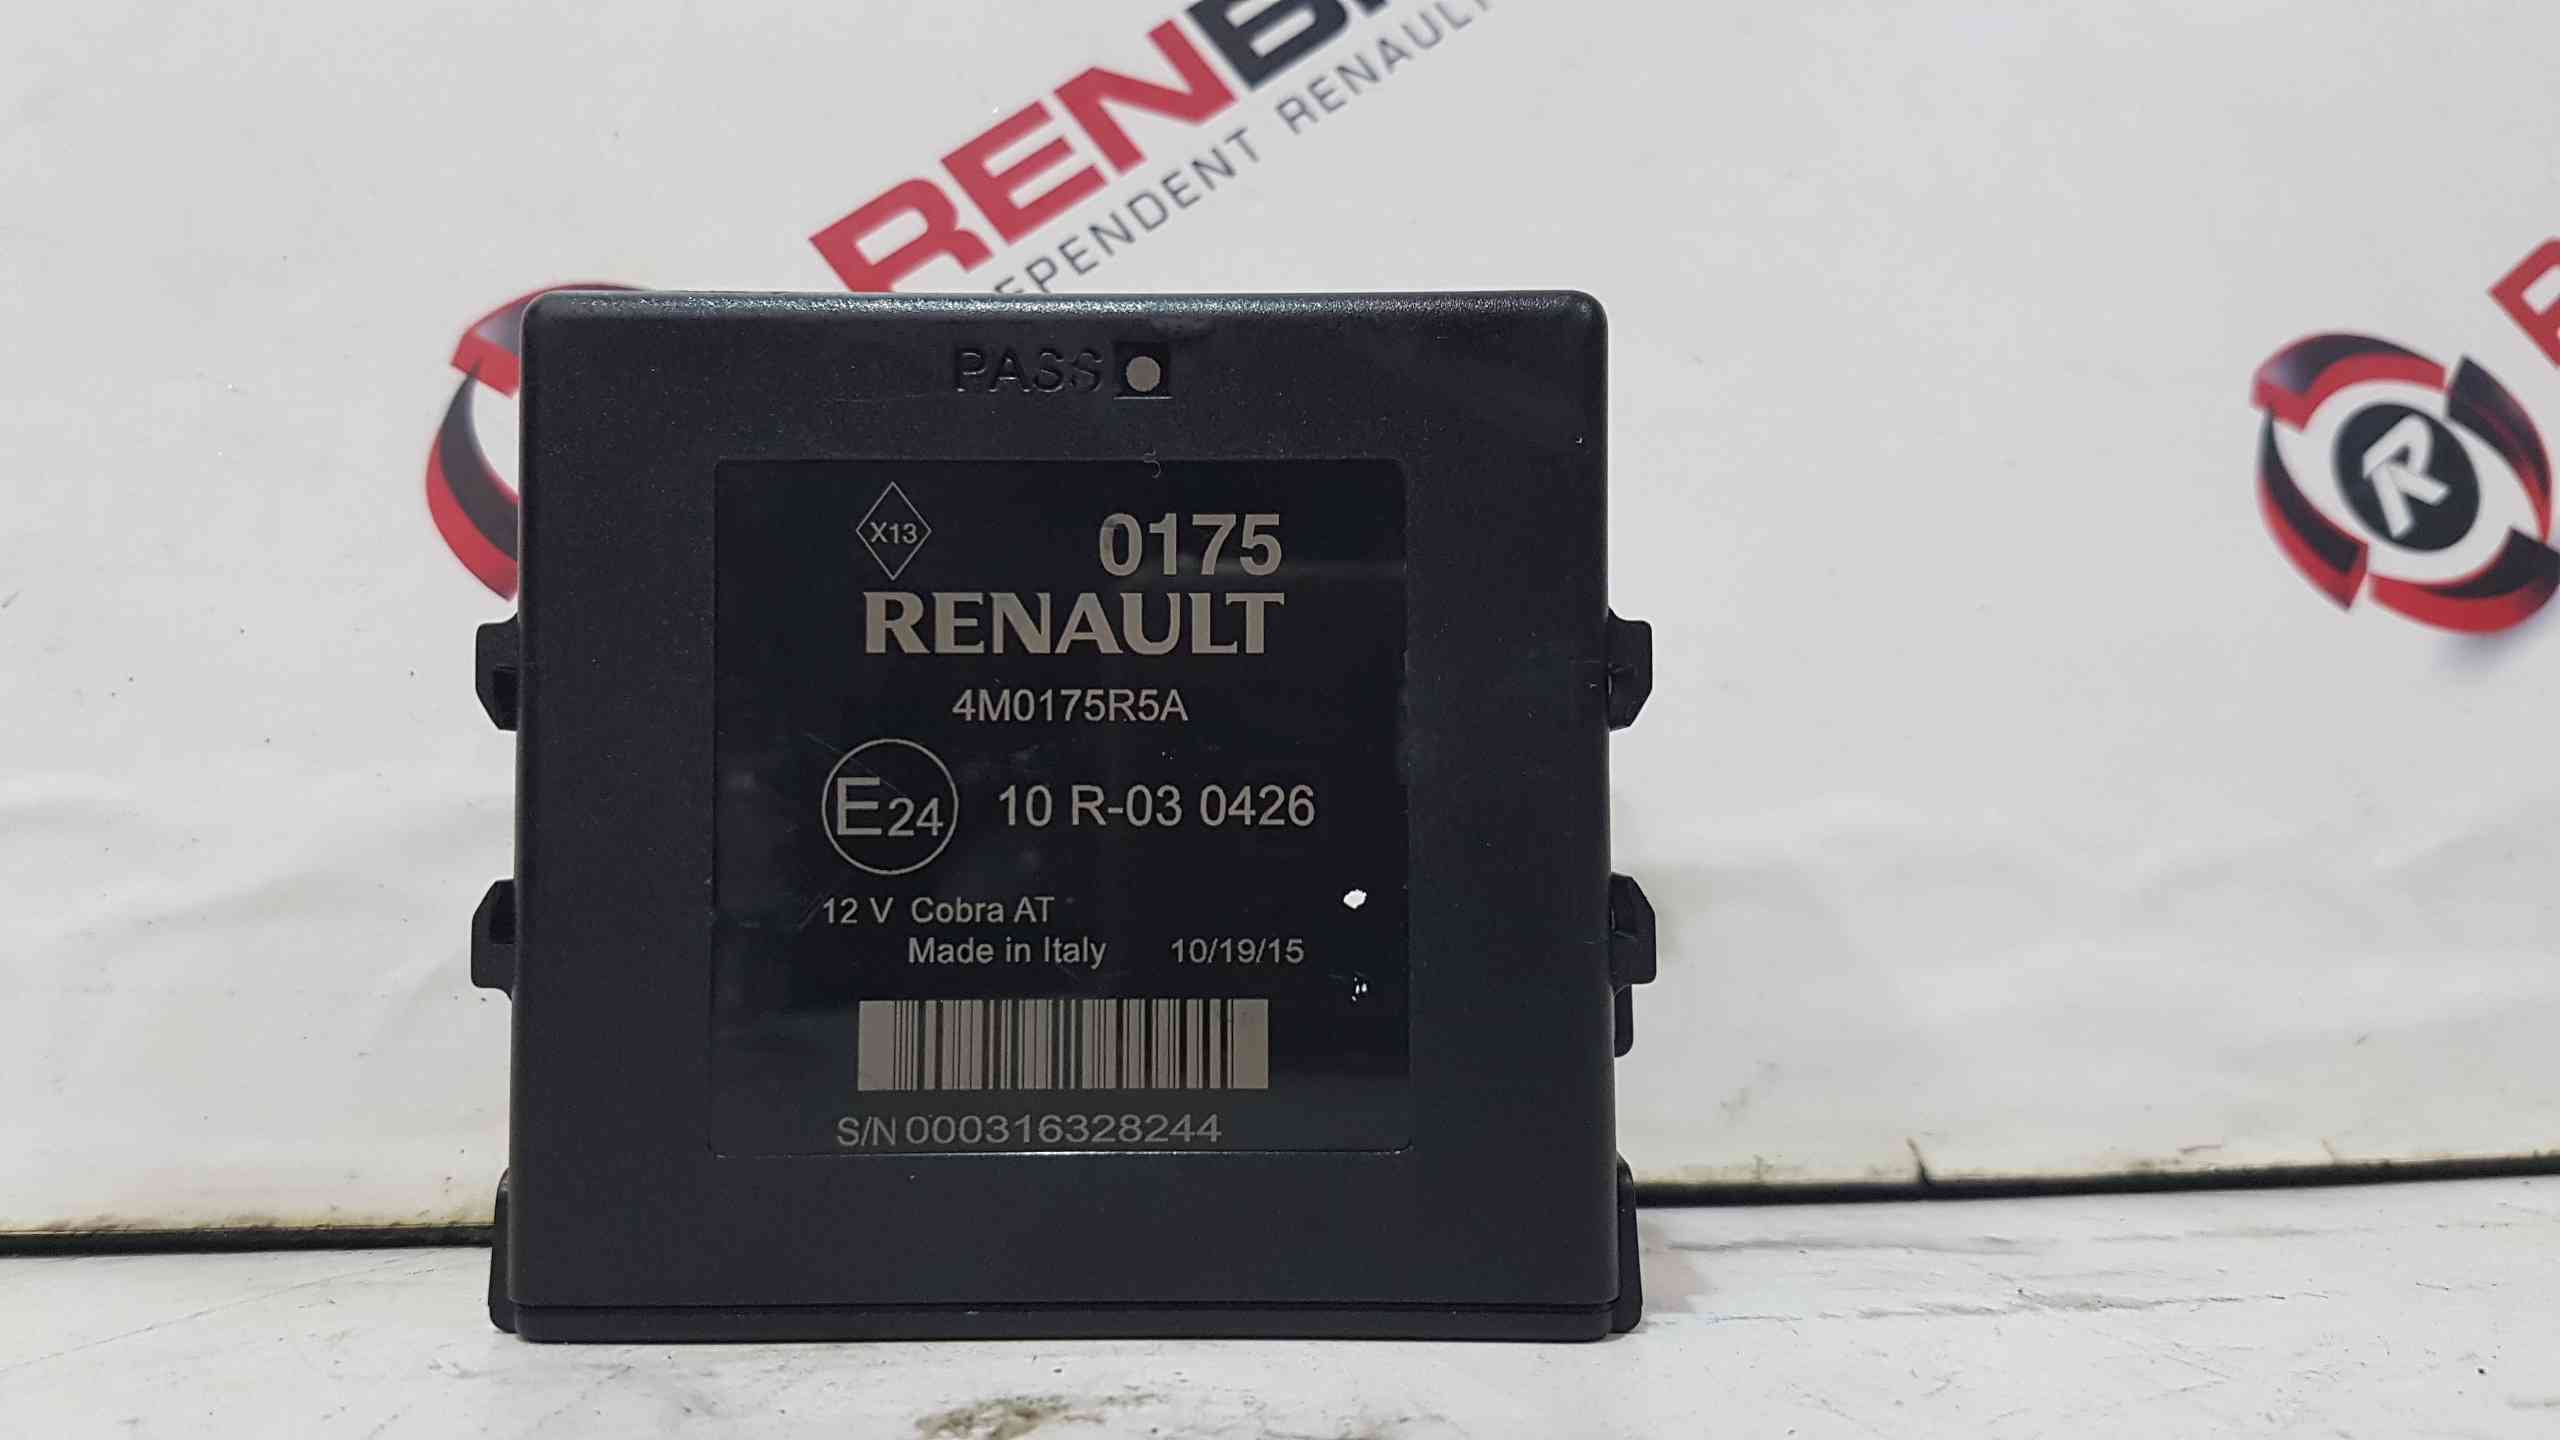 RENB
EPENDENT RENAULT
PASS
X13
0175
RENAULT
4M0175R5A
E24 10 R-03 0426
12 V Cobra AT
Made in Italy 10/19/15
S/N 000316328244
R